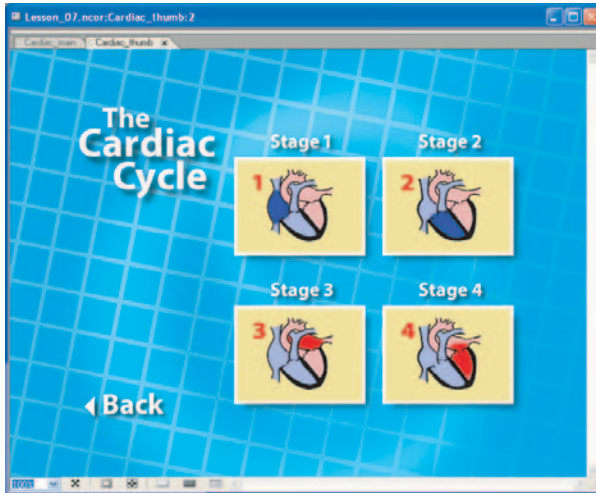 Lesson_07.ncor:Cardiac_thumb:2
Cardiac_main Cardiac_thumb
The
Cardiac
Cycle
Stage 1 Stage 2
1 2
Stage 3 Stage 4
3 4
Back
100%